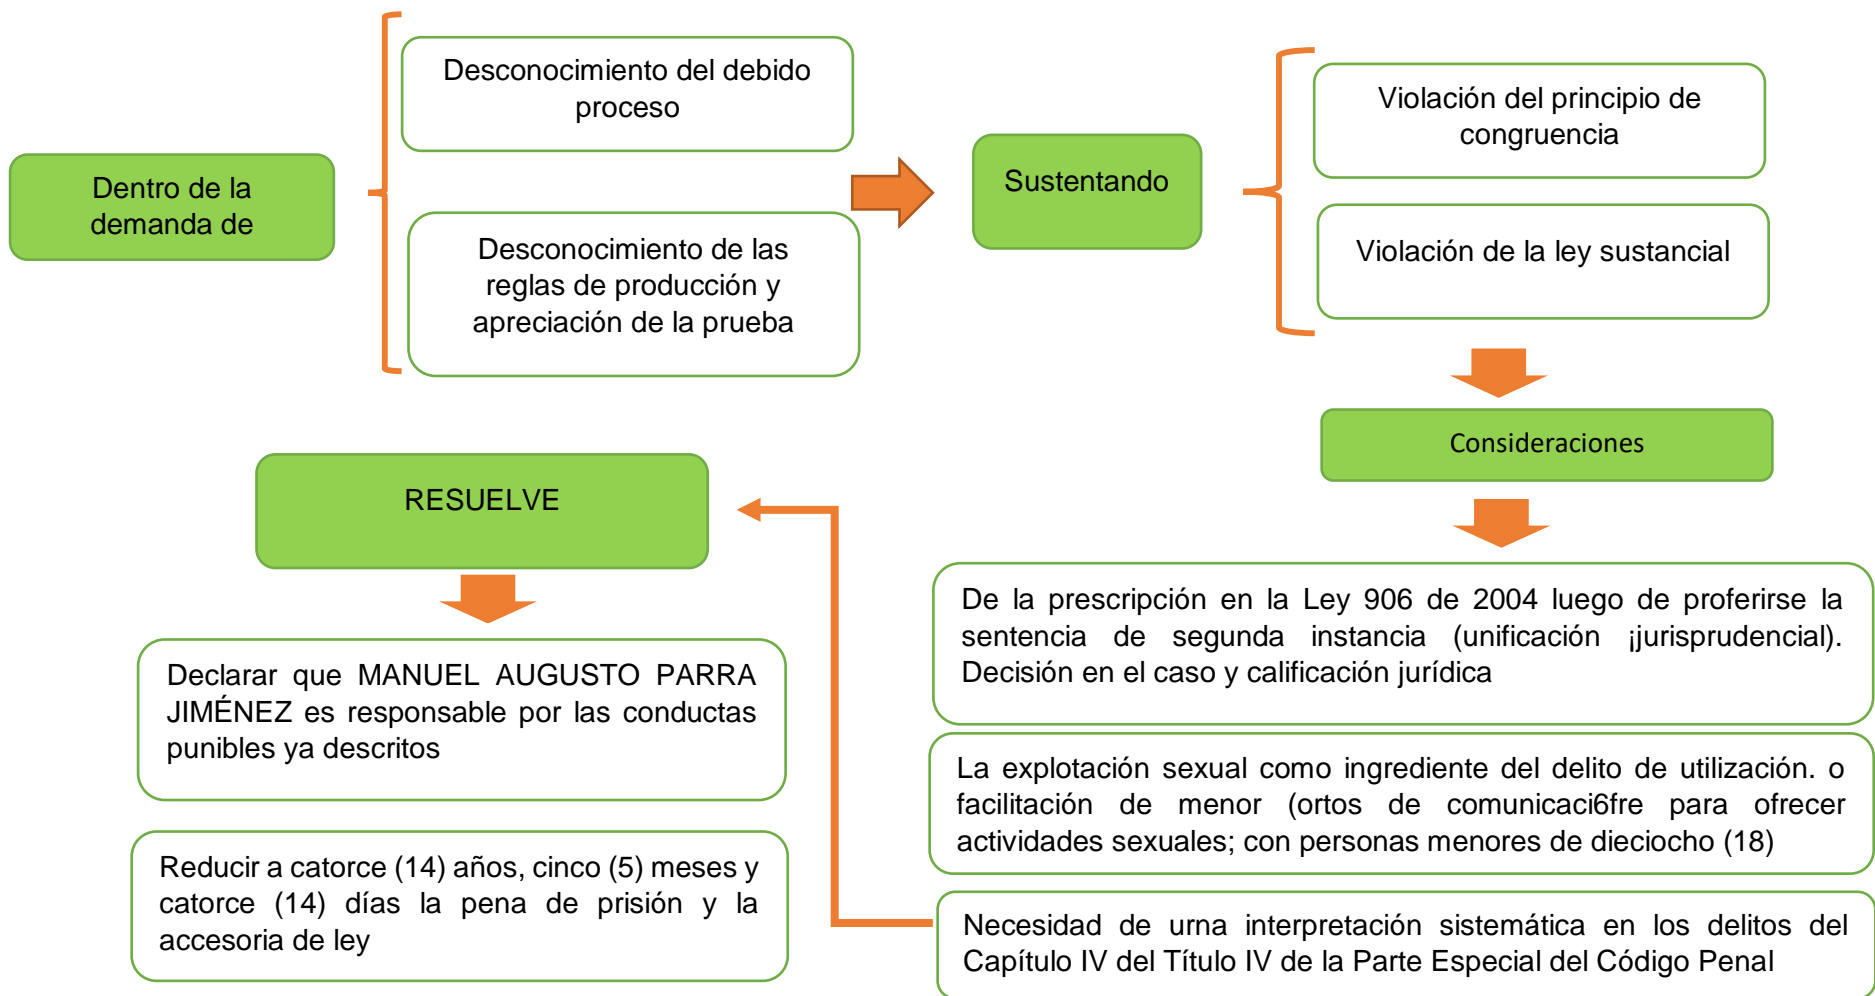 Dentro de la
demanda de
Desconocimiento del debido
proceso
Desconocimiento de las
reglas de producción y
apreciación de la prueba
Sustentando
Violación del principio de
congruencia
Violación de la ley sustancial
Consideraciones
De la prescripción en la Ley 906 de 2004 luego de proferirse la
sentencia de segunda instancia (unificación ¡jurisprudencial).
Decisión en el caso y calificación jurídica
La explotación sexual como ingrediente del delito de utilización. o
facilitación de menor (ortos de comunicaci6fre para ofrecer
actividades sexuales; con personas menores de dieciocho (18)
Necesidad de urna interpretación sistemática en los delitos del
Capítulo IV del Título IV de la Parte Especial del Código Penal
RESUELVE
Declarar que MANUEL AUGUSTO PARRA
JIMÉNEZ es responsable por las conductas
punibles ya descritos
Reducir a catorce (14) años, cinco (5) meses y
catorce (14) días la pena de prisión y la
accesoria de ley